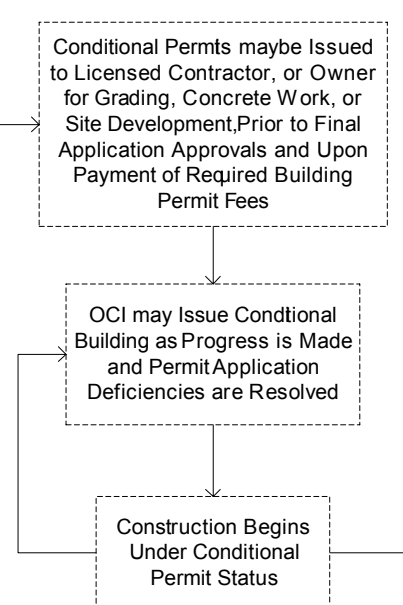 Conditional Permts maybe Issued
to Licensed Contractor, or Owner
for Grading, Concrete Work, or
Site Development,Prior to Final
Application Approvals and Upon
Payment of Required Building
Permit Fees
OCI may Issue Condtional
Building as Progress is Made
and Permit Application
Deficiencies are Resolved
Construction Begins
Under Conditional
Permit Status